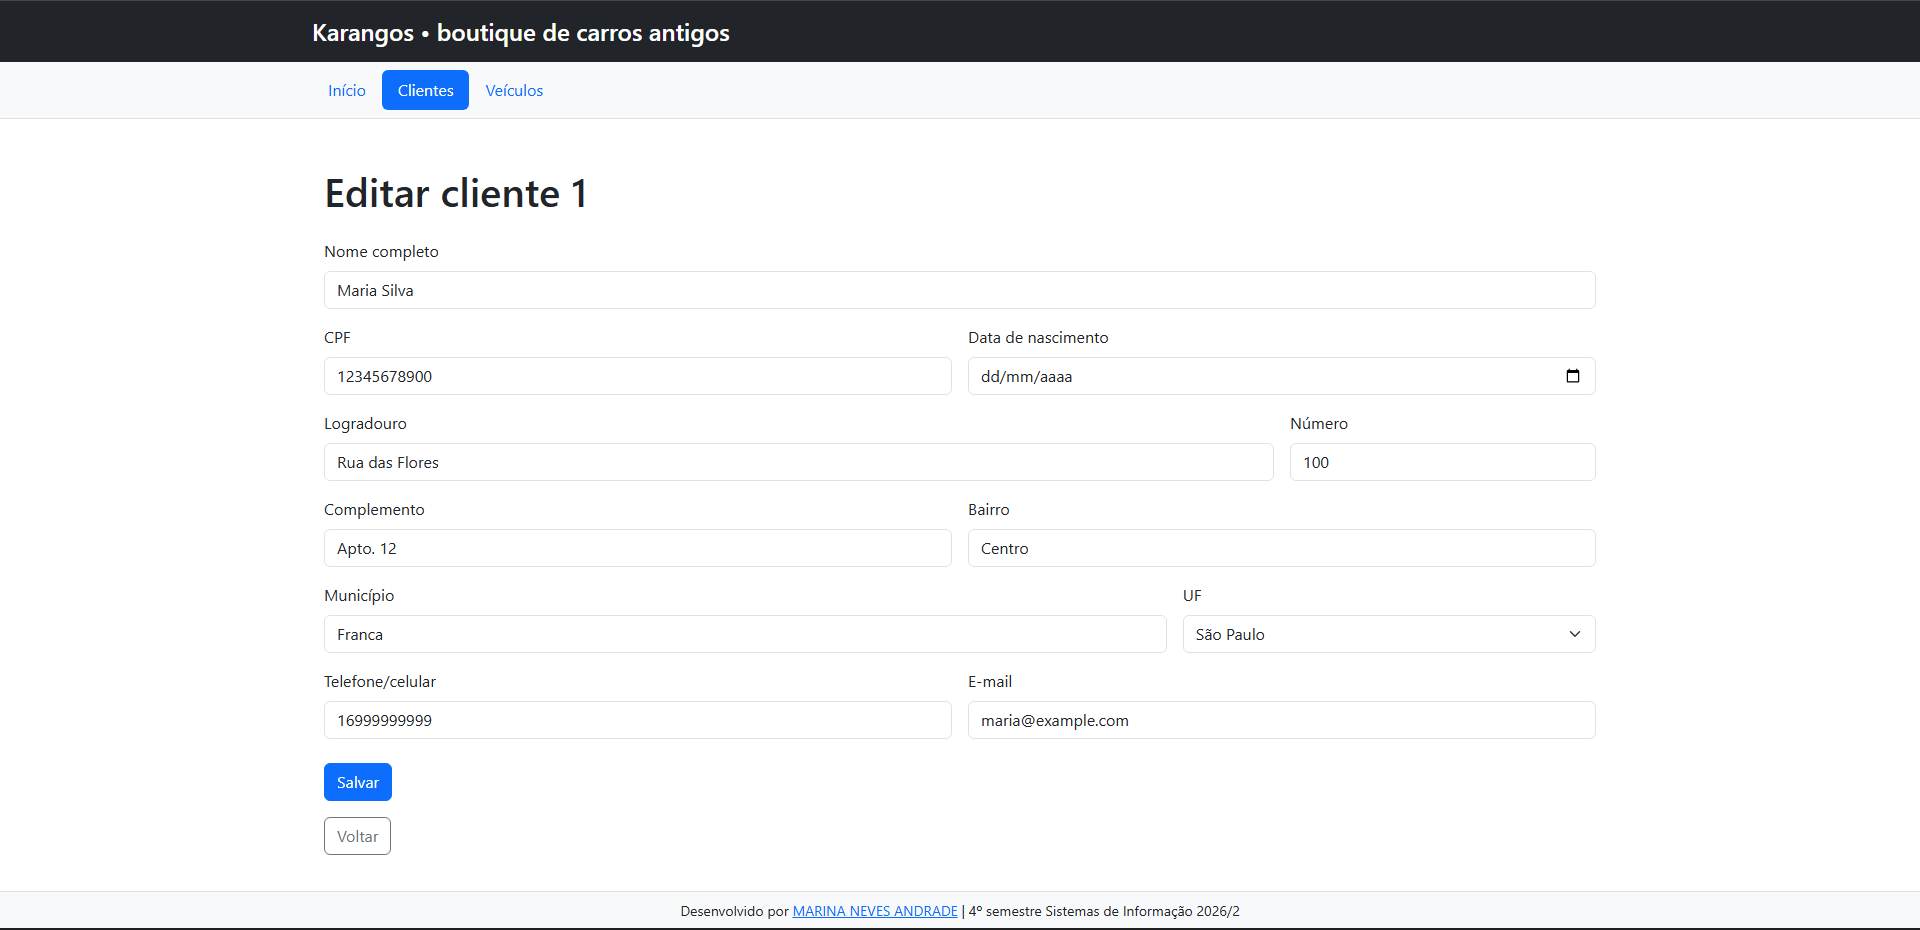 Karangos • boutique de carros antigos
Início Clientes Veículos
Editar cliente 1
Nome completo
Maria Silva
CPF Data de nascimento
12345678900 dd/mm/aaaa
Logradouro Número
Rua das Flores 100
Complemento Bairro
Apto. 12 Centro
Município UF
Franca São Paulo
Telefone/celular E-mail
16999999999 maria@example.com
Salvar
Voltar
Desenvolvido por MARINA NEVES ANDRADE | 4º semestre Sistemas de Informação 2026/2